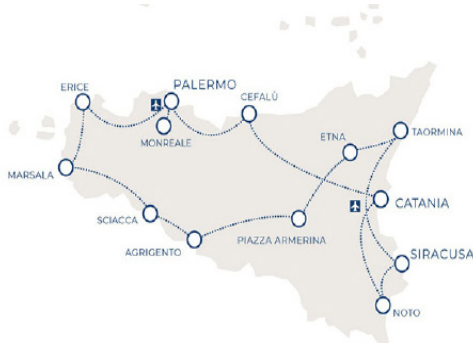 ERICE
PALERMO
CEFALÙ
MONREALE
TAORMINA
ETNA
MARSALA
CATANIA
SCIACCA
PIAZZA ARMERINA
AGRIGENTO
SIRACUSA
NOTO